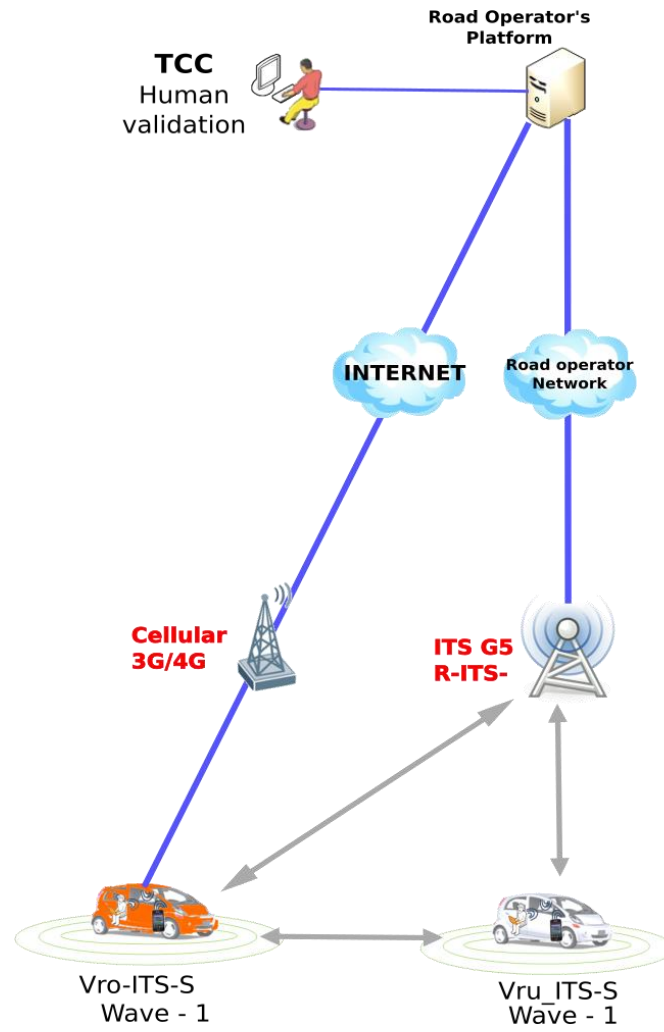 Road Operator's
Platform
TCC
Human
validation
INTERNET
Road operator
Network
Cellular
3G/4G
ITS G5
R-ITS-
Vro-ITS-S
Wave - 1
Vru_ITS-S
Wave - 1